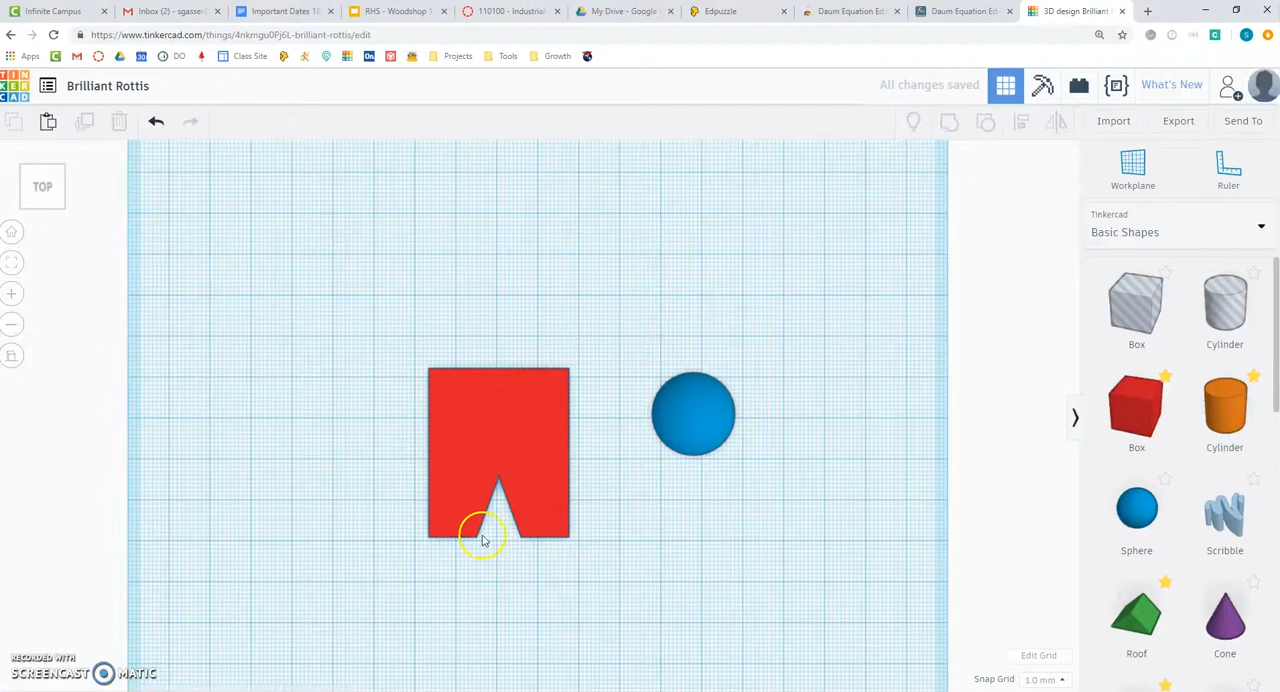 Infinite Campus
Inbox (2) - sgasser
Important Dates 18
RHS - Woodshop 1
110100 - Industrial
My Drive - Google
Edpuzzle
Daum Equation Ed
Daum Equation Ed
3D design Brilliant
https://www.tinkercad.com/things/4nkmgu0Pj6L-brilliant-rottis/edit
Apps
DO
Class Site
Projects
Tools
Growth
TIN
KER
CAD
Brilliant Rottis
All changes saved
What's New
Import
Export
Send To
TOP
Workplane
Ruler
Tinkercad
Basic Shapes
Box
Cylinder
Box
Cylinder
Sphere
Scribble
Roof
Cone
Edit Grid
Snap Grid
1.0 mm
RECORDED WITH
SCREENCAST MATIC